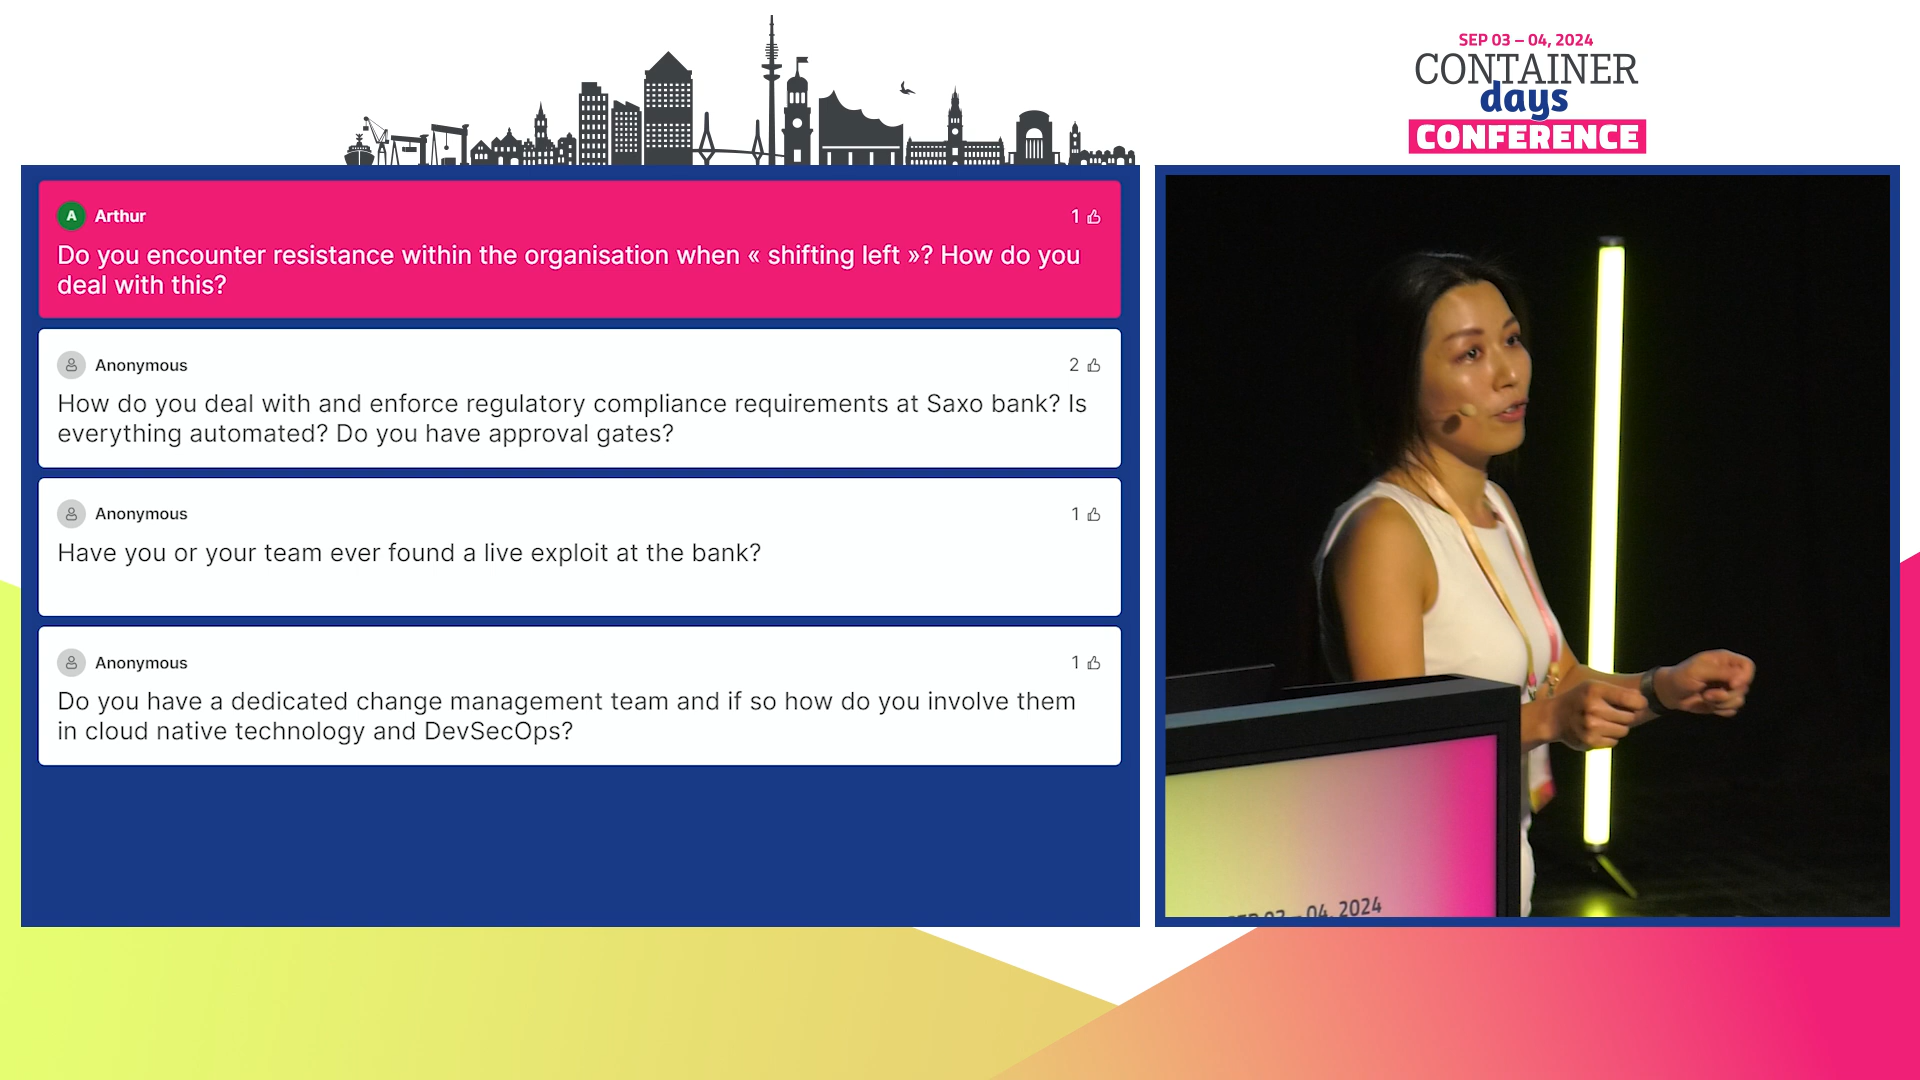 SEP 03 – 04, 2024
CONTAINER
days
CONFERENCE
A Arthur 1
Do you encounter resistance within the organisation when « shifting left »? How do you
deal with this?
Anonymous 2
How do you deal with and enforce regulatory compliance requirements at Saxo bank? Is
everything automated? Do you have approval gates?
Anonymous 1
Have you or your team ever found a live exploit at the bank?
Anonymous 1
Do you have a dedicated change management team and if so how do you involve them
in cloud native technology and DevSecOps?
SEP 03 – 04, 2024